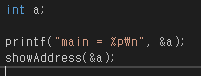 int a;
printf("main = %p₩n", &a);
showAddress(&a);